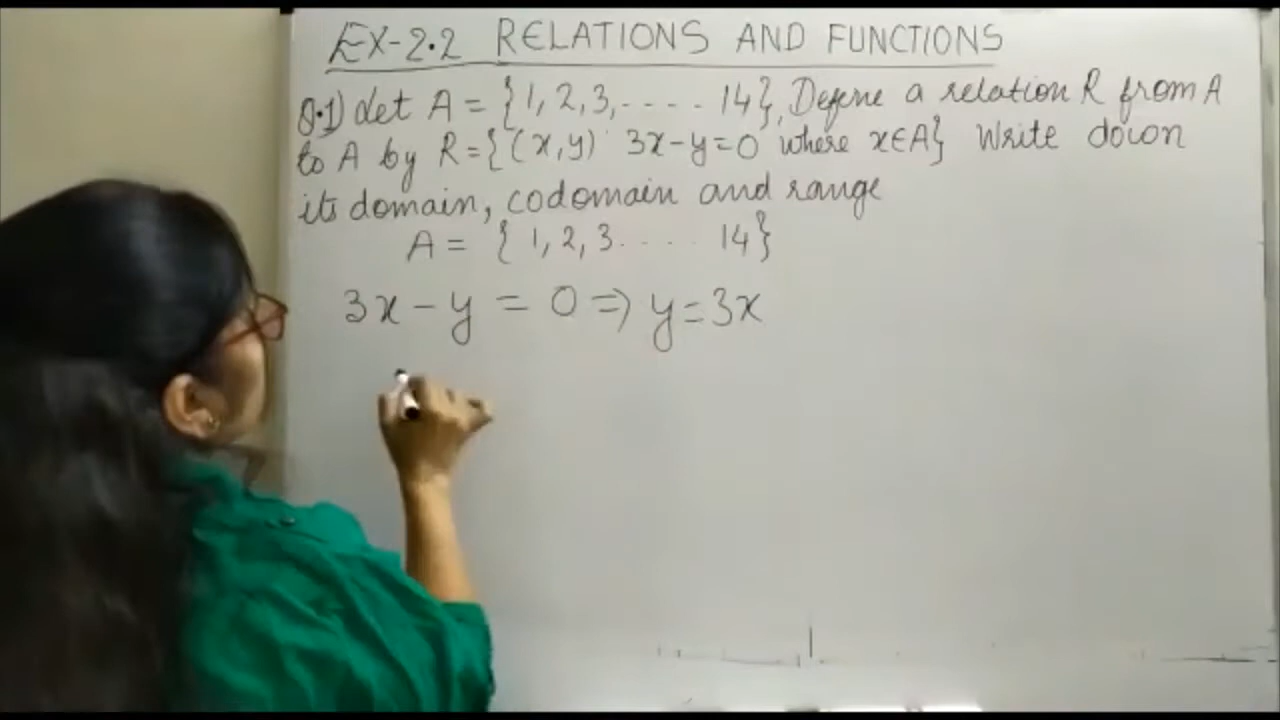 EX-2.2 RELATIONS AND FUNCTIONS
Q.1) Let A = {1, 2, 3, ..... 14}, Define a relation R from A
to A by R = {(x, y) : 3x - y = 0 where x ∈ A} Write down
its domain, codomain and range
A = { 1, 2, 3 ..... 14}
3x - y = 0 ⇒ y = 3x